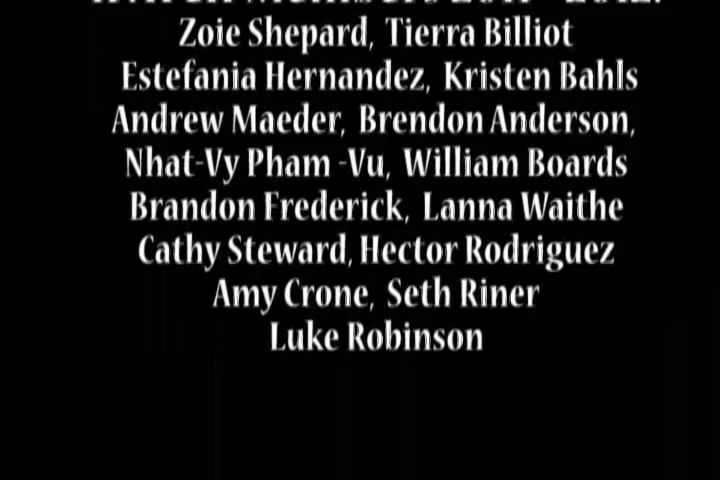 Zoie Shepard, Tierra Billiot
Estefania Hernandez, Kristen Bahls
Andrew Maeder, Brendon Anderson,
Nhat-Vy Pham -Vu, William Boards
Brandon Frederick, Lanna Waithe
Cathy Steward, Hector Rodriguez
Amy Crone, Seth Riner
Luke Robinson